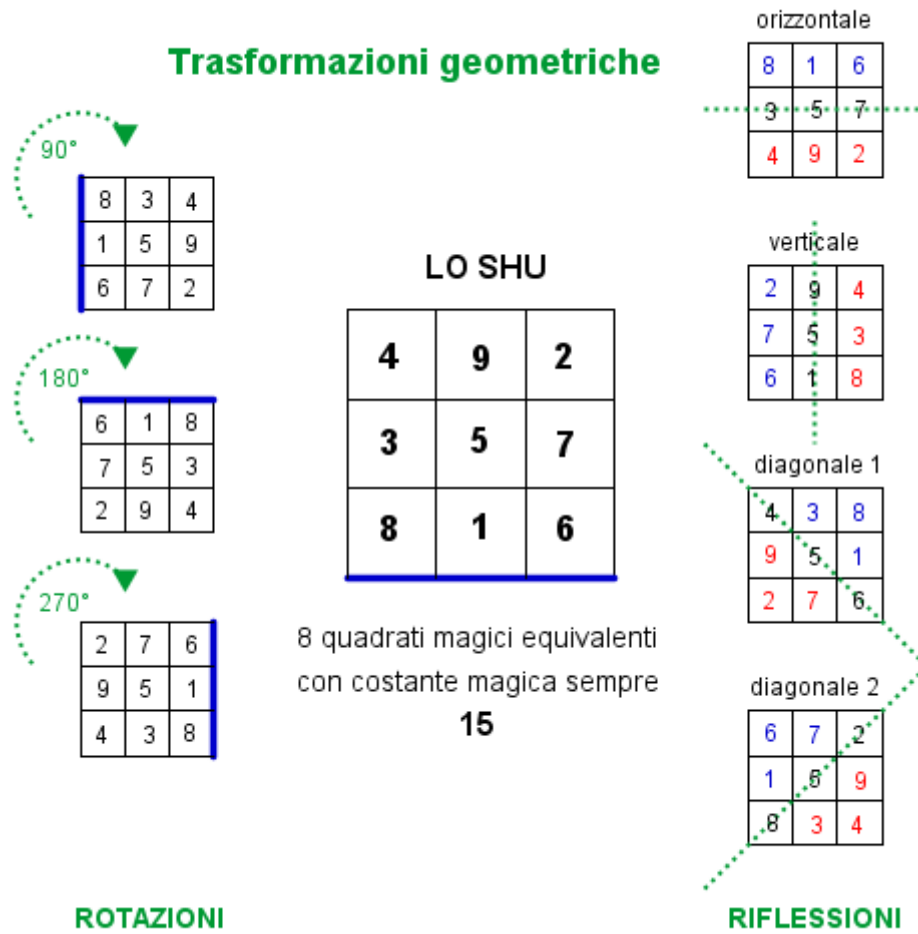 Trasformazioni geometriche
90°
8 3 4
1 5 9
6 7 2
180°
6 1 8
7 5 3
2 9 4
270°
2 7 6
9 5 1
4 3 8
ROTAZIONI
LO SHU
4 9 2
3 5 7
8 1 6
8 quadrati magici equivalenti
con costante magica sempre
15
orizzontale
8 1 6
3 5 7
4 9 2
verticale
2 9 4
7 5 3
6 1 8
diagonale 1
4 3 8
9 5 1
2 7 6
diagonale 2
6 7 2
1 5 9
8 3 4
RIFLESSIONI